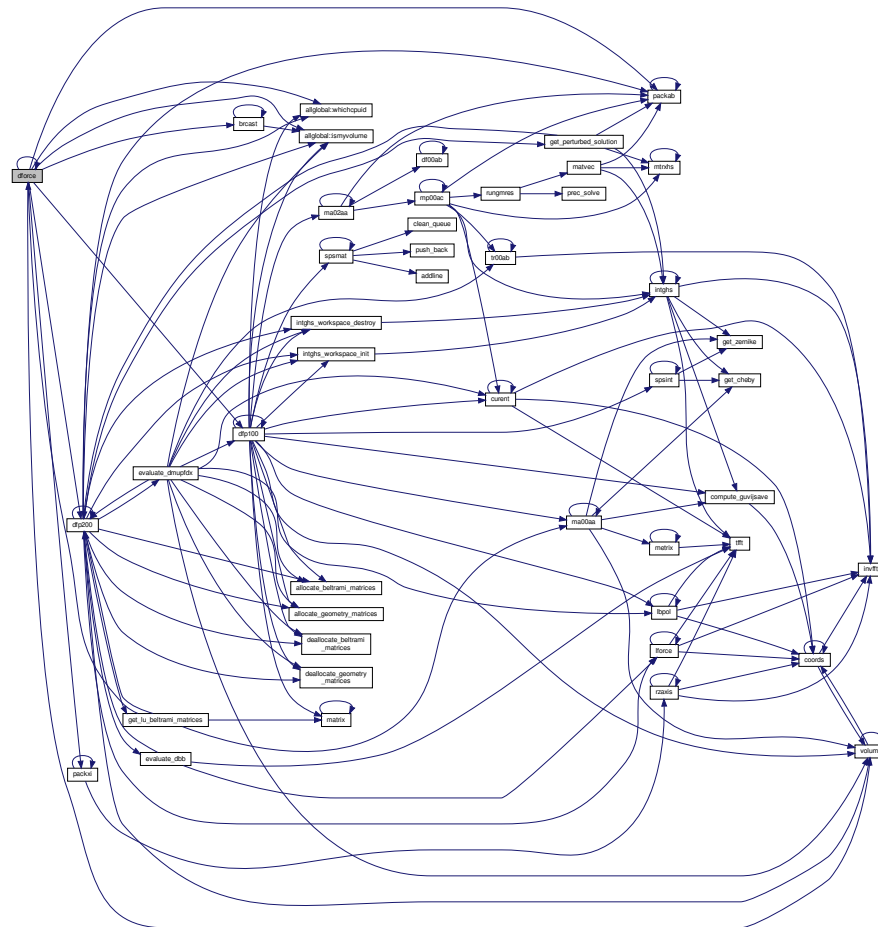 packab
allglobal::whichcpuid
brcast
allglobal::ismyvolume
get_perturbed_solution
df00ab
matvec
mtrxhs
dforce
mp00ac
rungmres
prec_solve
ma02aa
clean_queue
push_back
spsmat
tr00ab
addline
intghs
intghs_workspace_destroy
get_zernike
intghs_workspace_init
spsint
get_cheby
curent
dfp100
evaluate_dmupfdx
compute_guvijsave
dfp200
ma00aa
tfft
metrix
invfft
allocate_beltrami_matrices
lbpol
allocate_geometry_matrices
deallocate_beltrami
_matrices
lforce
coords
deallocate_geometry
_matrices
rzaxis
get_lu_beltrami_matrices
matrix
volume
evaluate_dbb
packxi